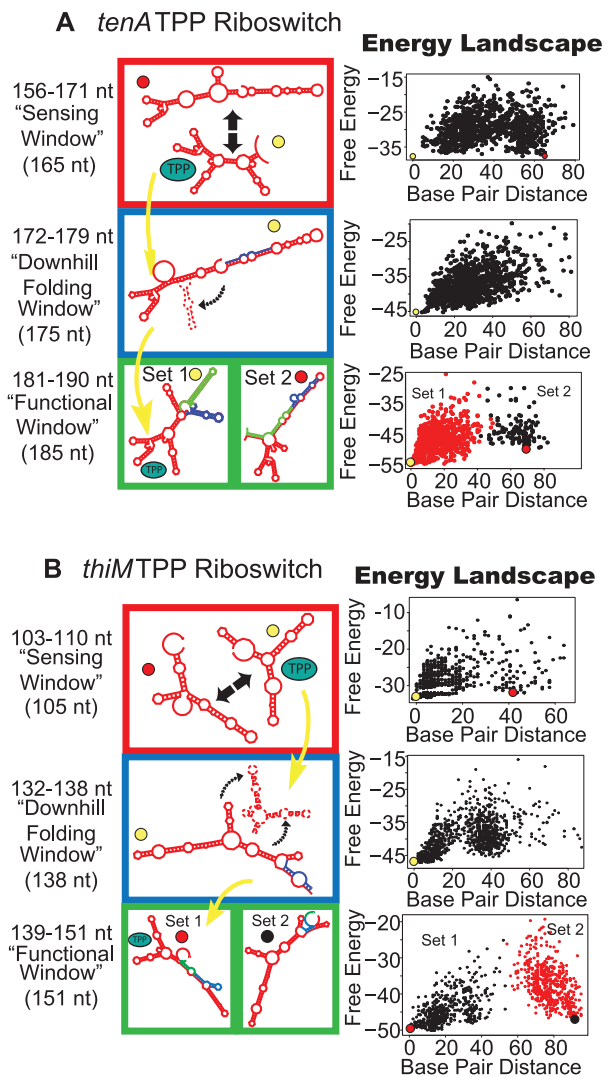 A tenA TPP Riboswitch
Energy Landscape
156-171 nt
“Sensing
Window”
(165 nt)
TPP
Free Energy
−15
−20
−25
−30
−35
0 20 40 60 80
Base Pair Distance
172-179 nt
“Downhill
Folding
Window”
(175 nt)
Free Energy
−25
−35
−45
0 20 40 60 80
Base Pair Distance
181-190 nt
“Functional
Window”
(185 nt)
Set 1
Set 2
TPP
Free Energy
−25
−35
−45
−55
Set 1
Set 2
0 20 40 60 80
Base Pair Distance
B thiM TPP Riboswitch
Energy Landscape
103-110 nt
“Sensing
Window”
(105 nt)
TPP
Free Energy
−10
−20
−30
0 20 40 60
Base Pair Distance
132-138 nt
“Downhill
Folding
Window”
(138 nt)
Free Energy
−15
−25
−35
−45
0 20 40 60 80
Base Pair Distance
139-151 nt
“Functional
Window”
(151 nt)
TPP
Set 1
Set 2
Free Energy
−20
−30
−40
−50
Set 1
Set 2
0 20 40 60 80
Base Pair Distance